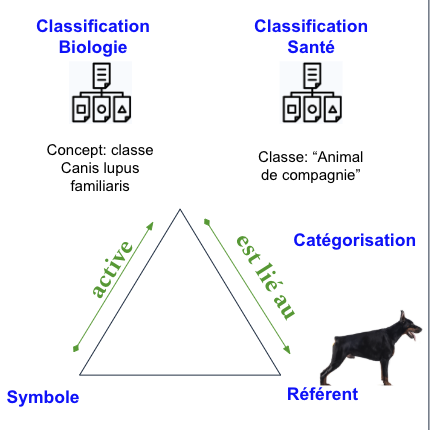 Classification
Biologie
Classification
Santé
Concept: classe
Canis lupus
familiaris
Classe: “Animal
de compagnie”
active
est lié au
Catégorisation
Symbole
Référent